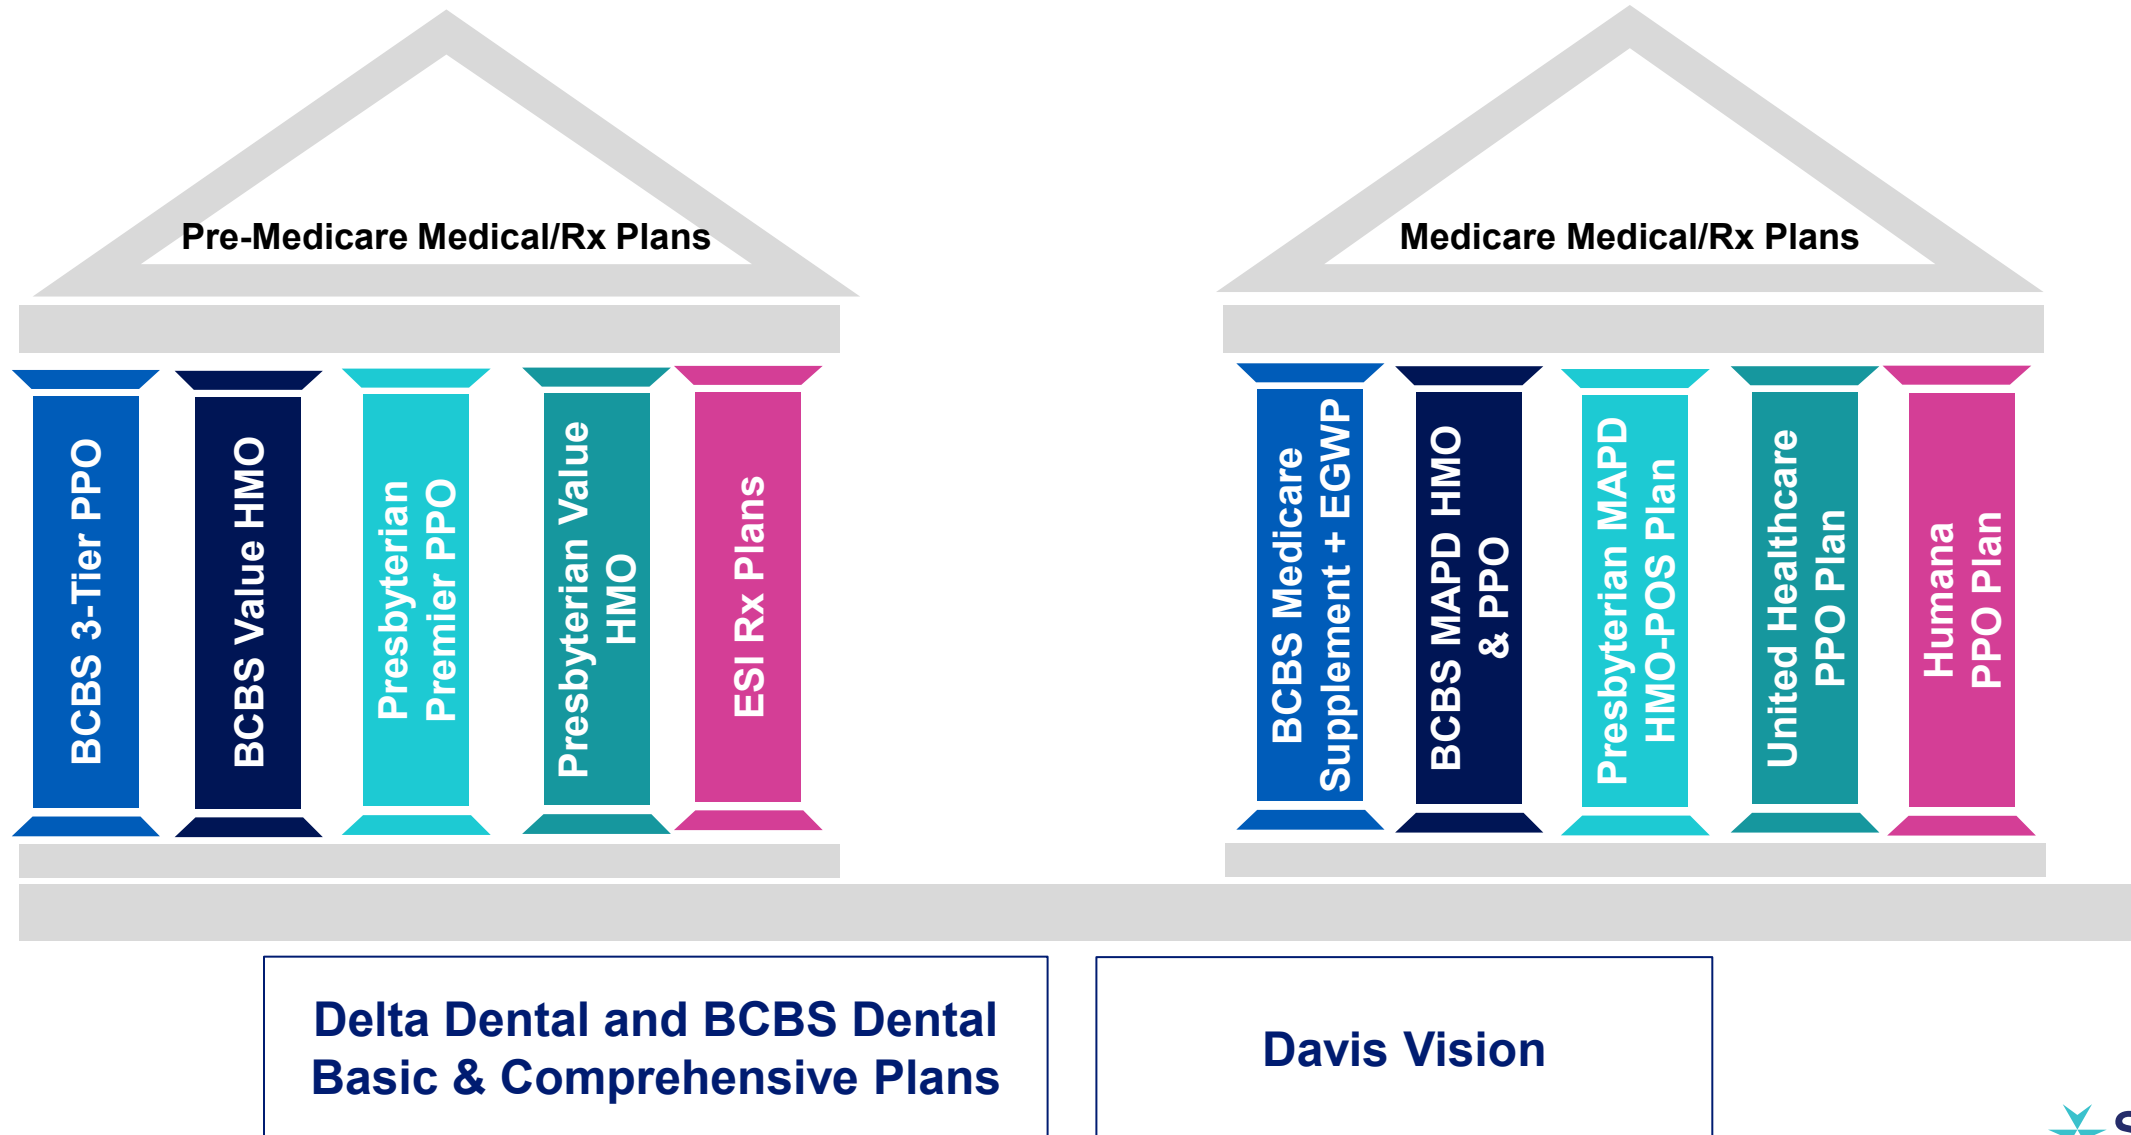 Pre-Medicare Medical/Rx Plans
BCBS 3-Tier PPO
BCBS Value HMO
Presbyterian
Premier PPO
Presbyterian Value
HMO
ESI Rx Plans
Medicare Medical/Rx Plans
BCBS Medicare
Supplement + EGWP
BCBS MAPD HMO
& PPO
Presbyterian MAPD
HMO-POS Plan
United Healthcare
PPO Plan
Humana
PPO Plan
Delta Dental and BCBS Dental
Basic & Comprehensive Plans
Davis Vision